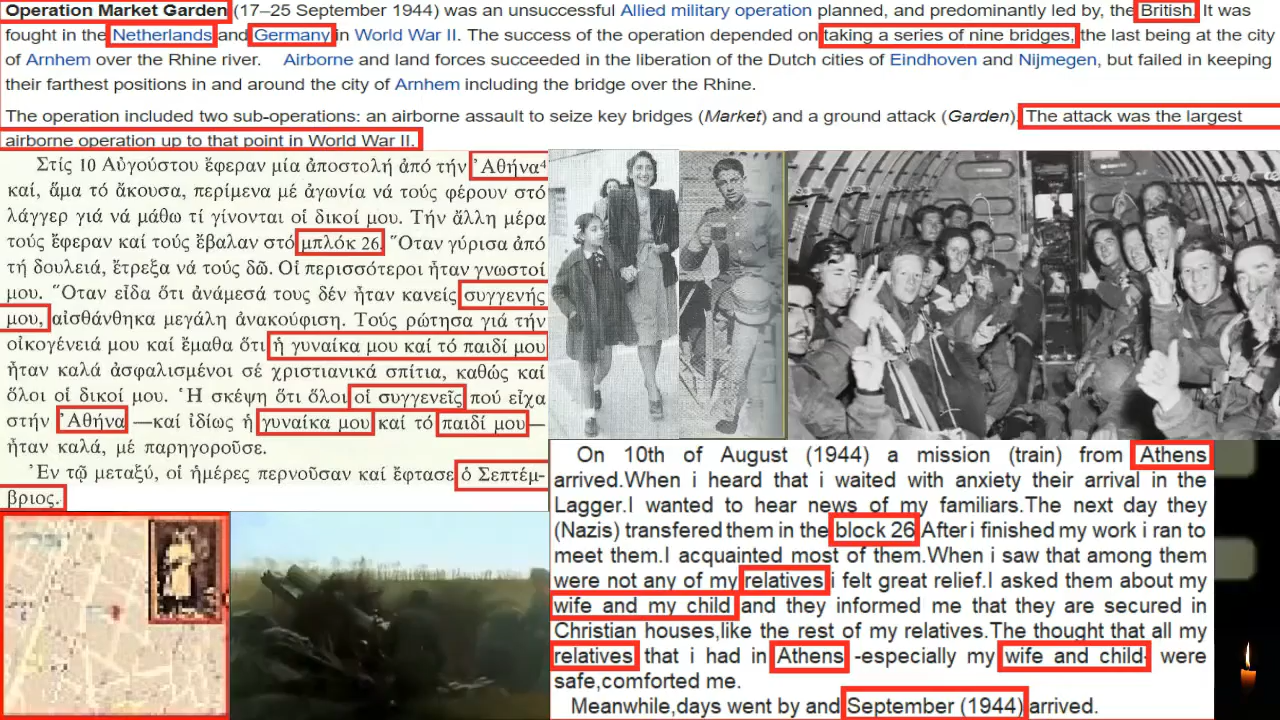 Operation Market Garden (17–25 September 1944) was an unsuccessful Allied military operation planned, and predominantly led by, the British. It was
fought in the Netherlands and Germany in World War II. The success of the operation depended on taking a series of nine bridges, the last being at the city
of Arnhem over the Rhine river. Airborne and land forces succeeded in the liberation of the Dutch cities of Eindhoven and Nijmegen, but failed in keeping
their farthest positions in and around the city of Arnhem including the bridge over the Rhine.
The operation included two sub-operations: an airborne assault to seize key bridges (Market) and a ground attack (Garden). The attack was the largest
airborne operation up to that point in World War II.
Στίς 10 Αὐγούστου ἔφεραν μία ἀποστολή ἀπό τήν Ἀθήνα⁴
καί, ἅμα τό ἄκουσα, περίμενα μέ ἀγωνία νά τούς φέρουν στό
λάγγερ γιά νά μάθω τί γίνονται οἱ δικοί μου. Τήν ἄλλη μέρα
τούς ἔφεραν καί τούς ἔβαλαν στό μπλόκ 26. Ὅταν γύρισα ἀπό
τή δουλειά, ἔτρεξα νά τούς δῶ. Οἱ περισσότεροι ἦταν γνωστοί
μου. Ὅταν εἶδα ὅτι ἀνάμεσά τους δέν ἦταν κανείς συγγενής
μου, αἰσθάνθηκα μεγάλη ἀνακούφιση. Τούς ρώτησα γιά τήν
οἰκογένειά μου καί ἔμαθα ὅτι ἡ γυναίκα μου καί τό παιδί μου
ἦταν καλά ἀσφαλισμένοι σέ χριστιανικά σπίτια, καθώς καί
ὅλοι οἱ δικοί μου. Ἡ σκέψη ὅτι ὅλοι οἱ συγγενεῖς πού εἶχα
στήν Ἀθήνα —καί ἰδίως ἡ γυναίκα μου καί τό παιδί μου—
ἦταν καλά, μέ παρηγοροῦσε.
Ἐν τῷ μεταξύ, οἱ ἡμέρες περνοῦσαν καί ἔφτασε ὁ Σεπτέμ-
βριος.
On 10th of August (1944) a mission (train) from Athens
arrived.When i heard that i waited with anxiety their arrival in the
Lagger.I wanted to hear news of my familiars.The next day they
(Nazis) transfered them in the block 26 After i finished my work i ran to
meet them.I acquainted most of them.When i saw that among them
were not any of my relatives i felt great relief.I asked them about my
wife and my child and they informed me that they are secured in
Christian houses,like the rest of my relatives.The thought that all my
relatives that i had in Athens -especially my wife and child- were
safe,comforted me.
Meanwhile,days went by and September (1944) arrived.